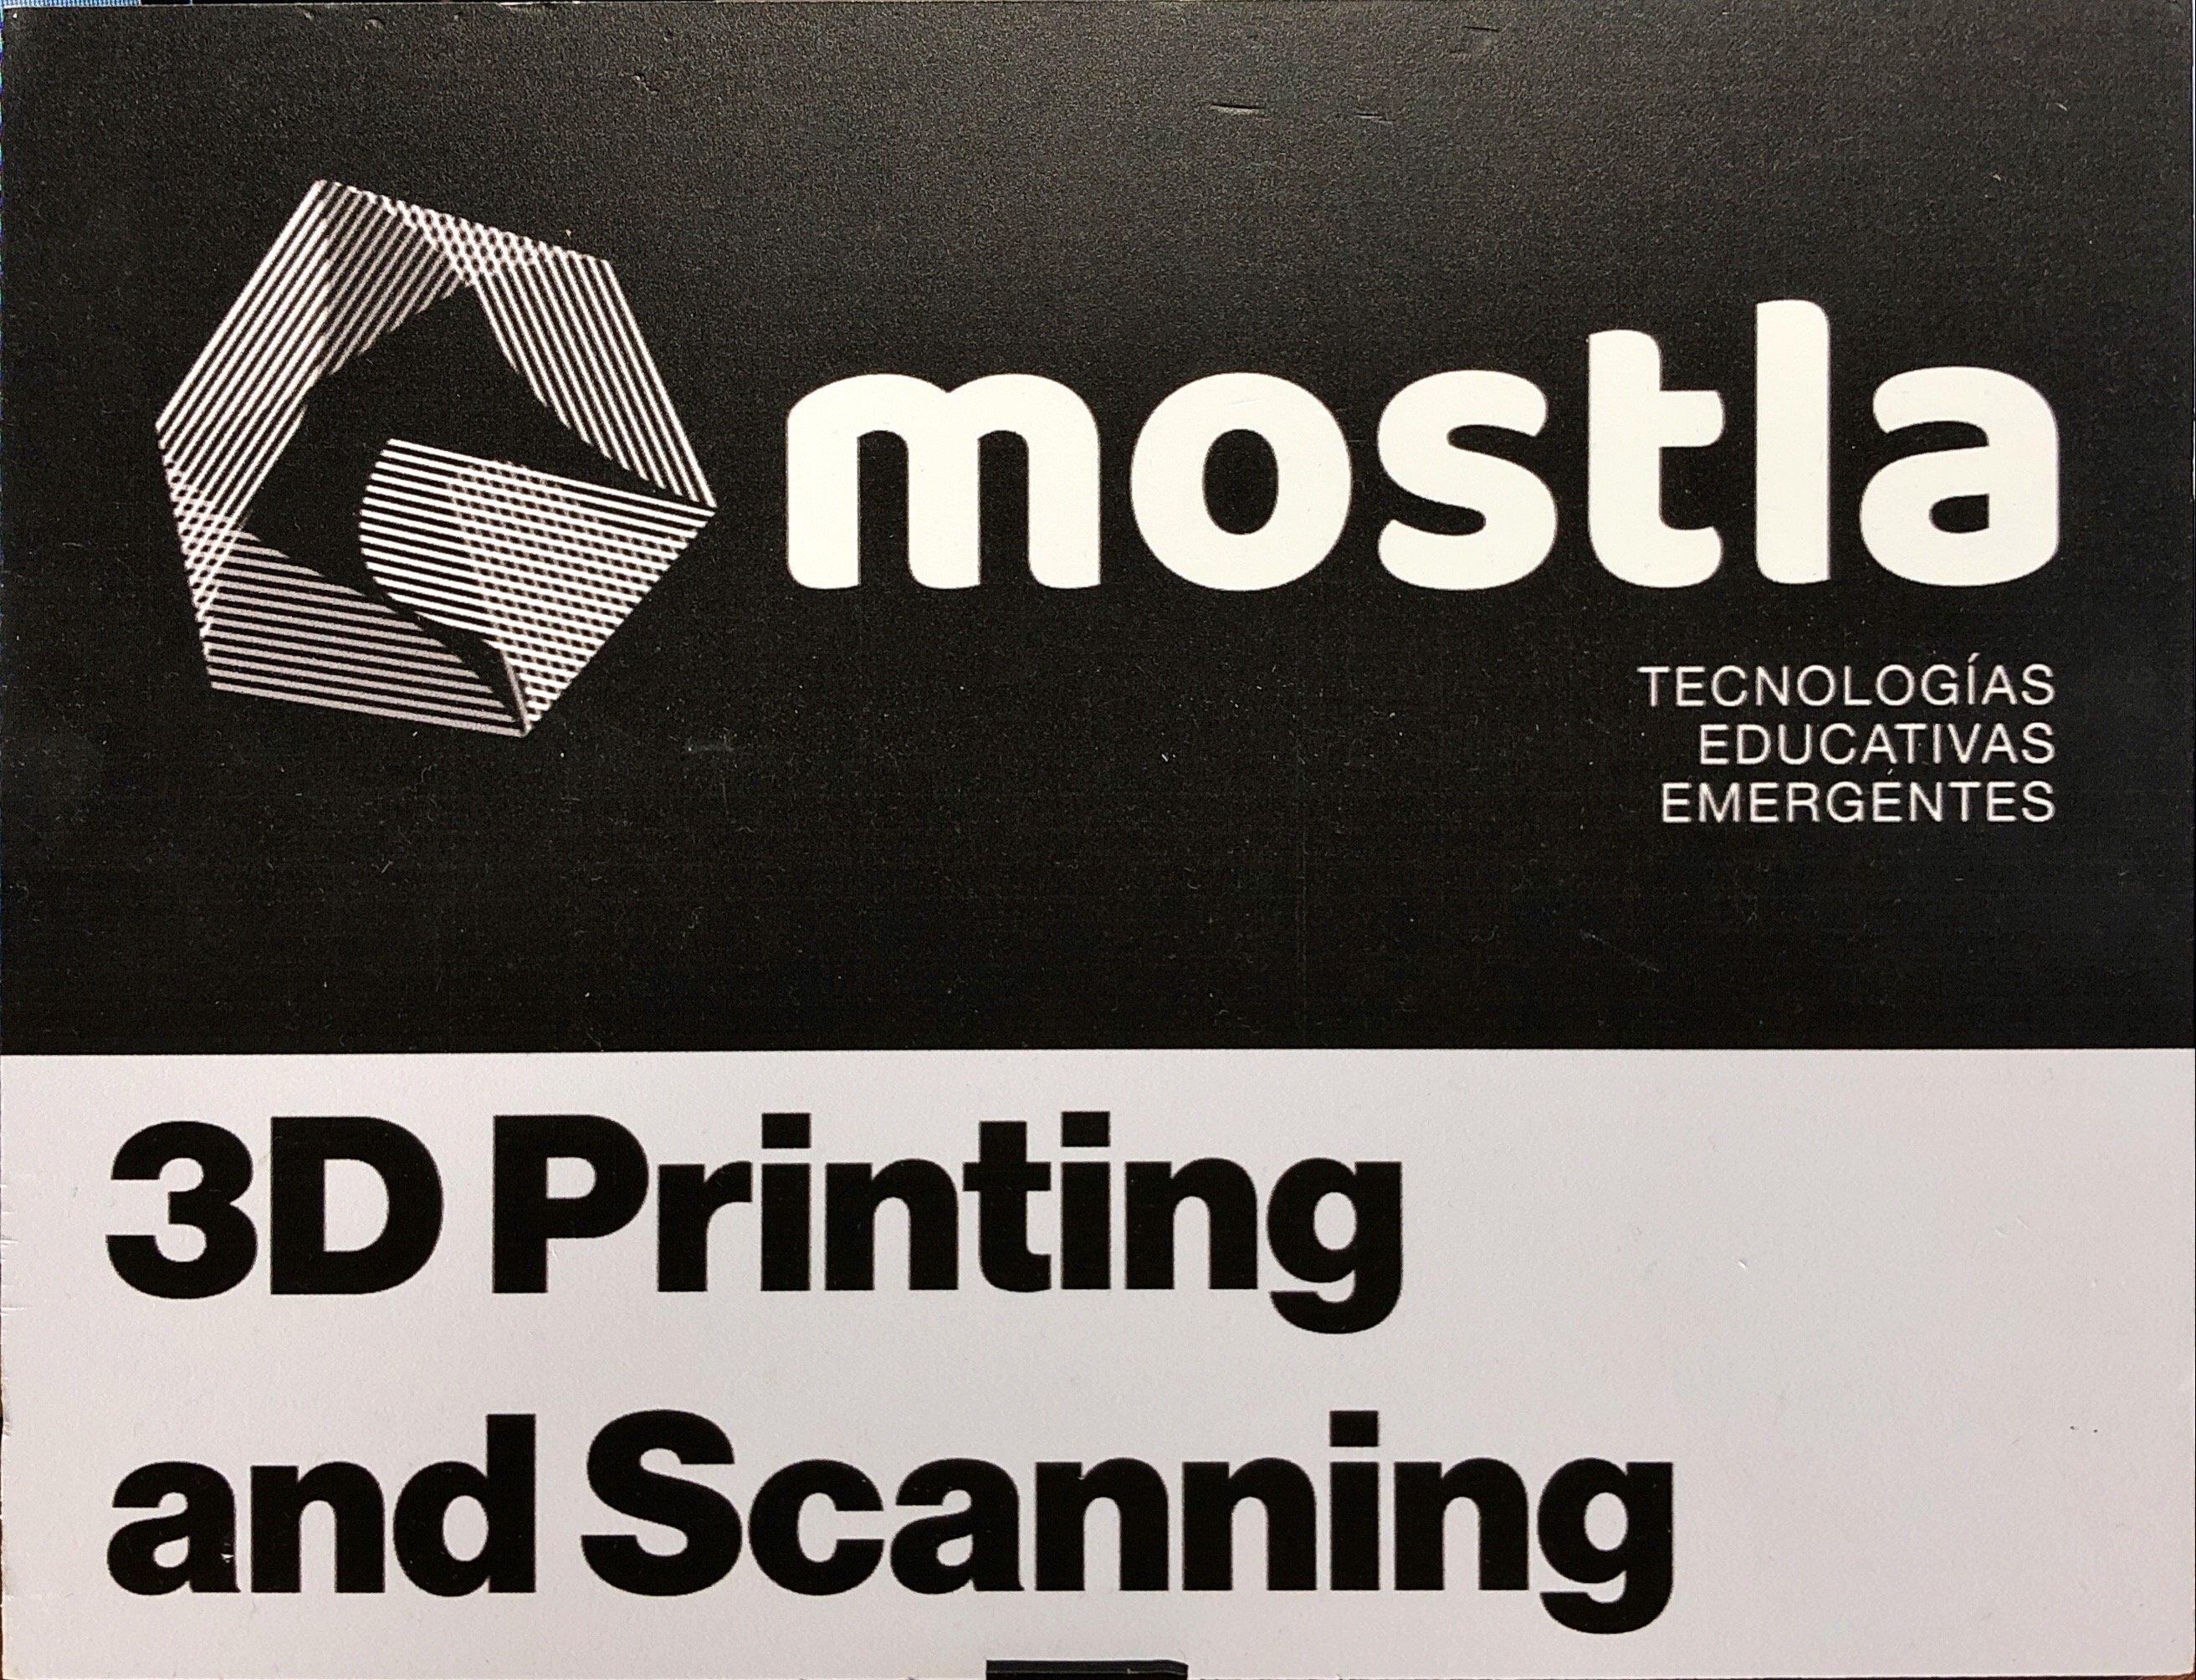 mostla
TECNOLOGÍAS
EDUCATIVAS
EMERGENTES
3D Printing
and Scanning